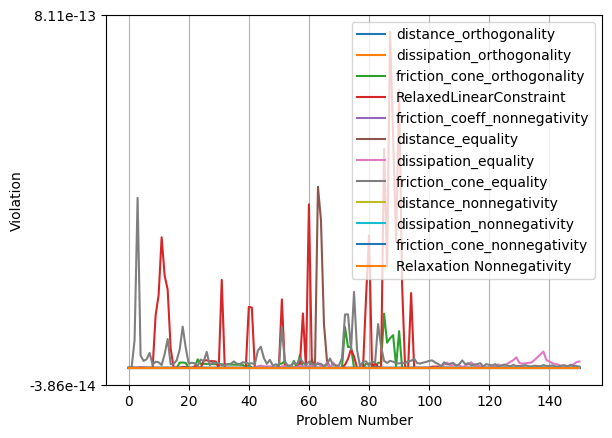 8.11e-13
distance_orthogonality
dissipation_orthogonality
friction_cone_orthogonality
RelaxedLinearConstraint
friction_coeff_nonnegativity
distance_equality
dissipation_equality
friction_cone_equality
distance_nonnegativity
dissipation_nonnegativity
friction_cone_nonnegativity
Relaxation Nonnegativity
Violation
-3.86e-14
0 20 40 60 80 100 120 140
Problem Number